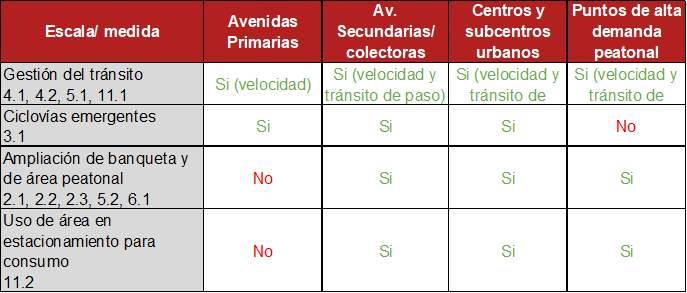 Escala/ medida
Avenidas
Primarias
Av.
Secundarias/
colectoras
Centros y
subcentros
urbanos
Puntos de alta
demanda
peatonal
Gestión del tránsito
4.1, 4.2, 5.1, 11.1
Si (velocidad)
Si (velocidad y
tránsito de paso)
Si (velocidad y
tránsito de
Si (velocidad y
tránsito de
Ciclovías emergentes
3.1
Si
Si
Si
No
Ampliación de banqueta y
de área peatonal
2.1, 2.2, 2.3, 5.2, 6.1
No
Si
Si
Si
Uso de área en
estacionamiento para
consumo
11.2
No
Si
Si
Si